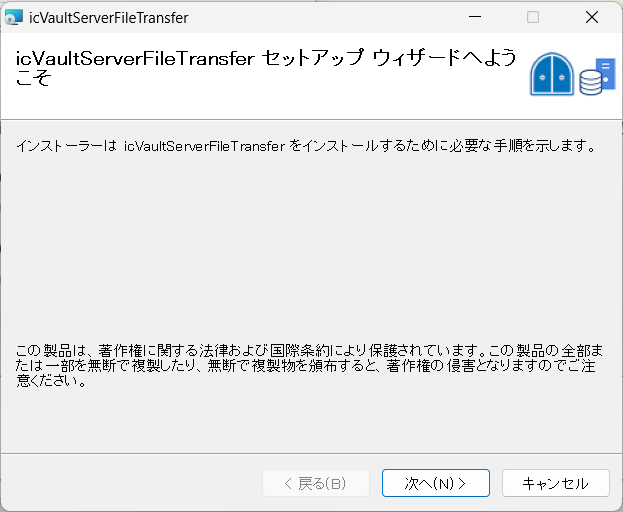 icVaultServerFileTransfer
icVaultServerFileTransfer セットアップ ウィザードへよう
こそ
インストーラーは icVaultServerFileTransfer をインストールするために必要な手順を示します。
この製品は、著作権に関する法律および国際条約により保護されています。この製品の全部ま
たは一部を無断で複製したり、無断で複製物を頒布すると、著作権の侵害となりますのでご注
意ください。
< 戻る(B)
次へ(N) >
キャンセル